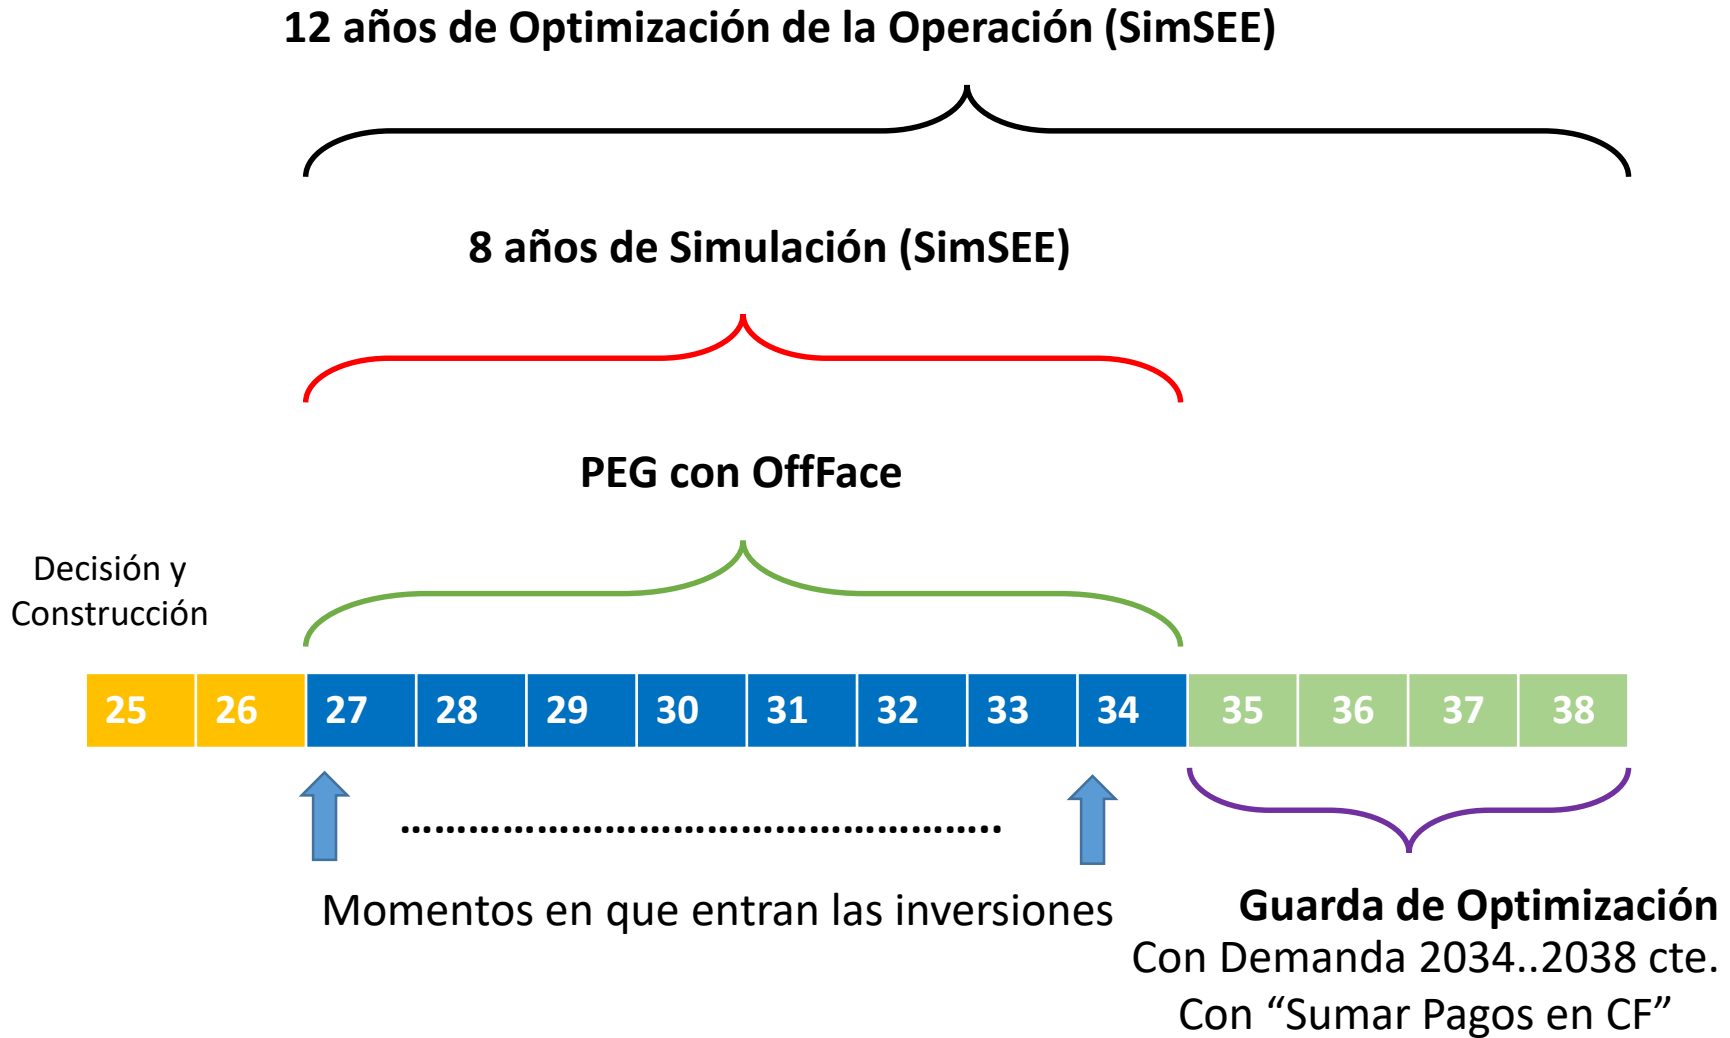 12 años de Optimización de la Operación (SimSEE)
8 años de Simulación (SimSEE)
PEG con OffFace
Decisión y
Construcción
25 26 27 28 29 30 31 32 33 34 35 36 37 38
Momentos en que entran las inversiones
Guarda de Optimización
Con Demanda 2034..2038 cte.
Con “Sumar Pagos en CF”